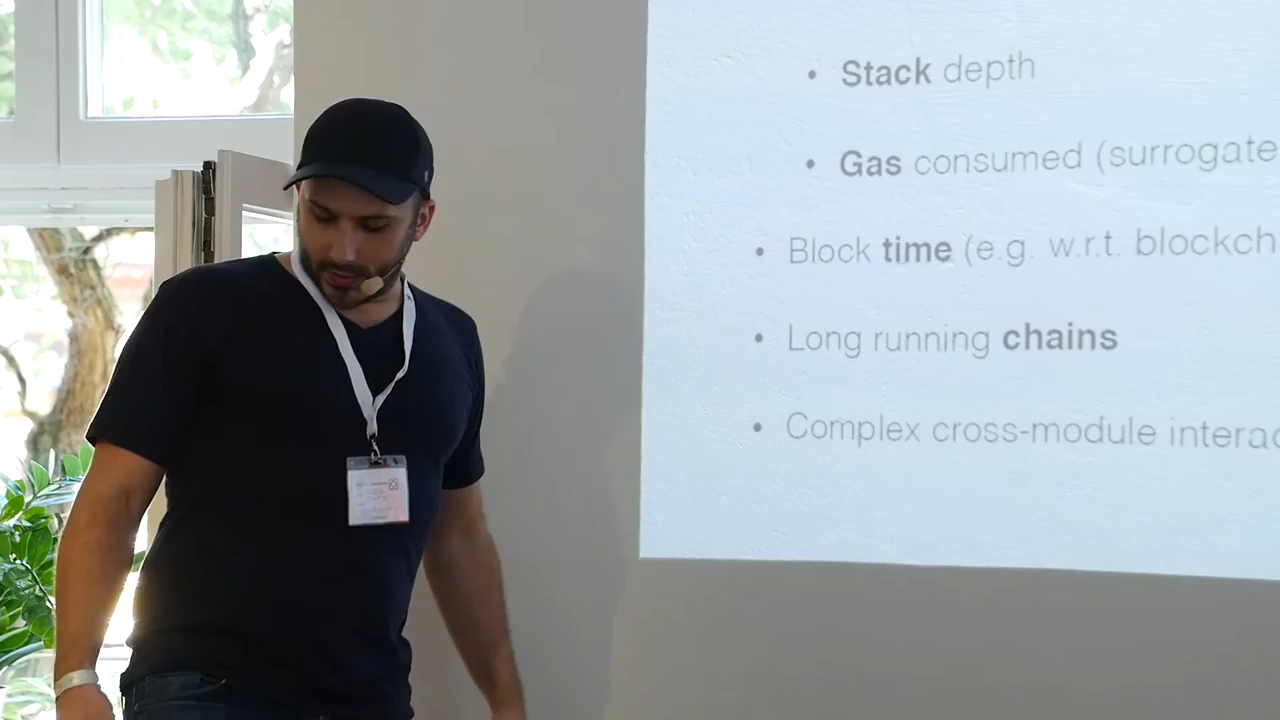 • Stack depth
• Gas consumed (surrogate
• Block time (e.g. w.r.t. blockch
• Long running chains
• Complex cross-module interac